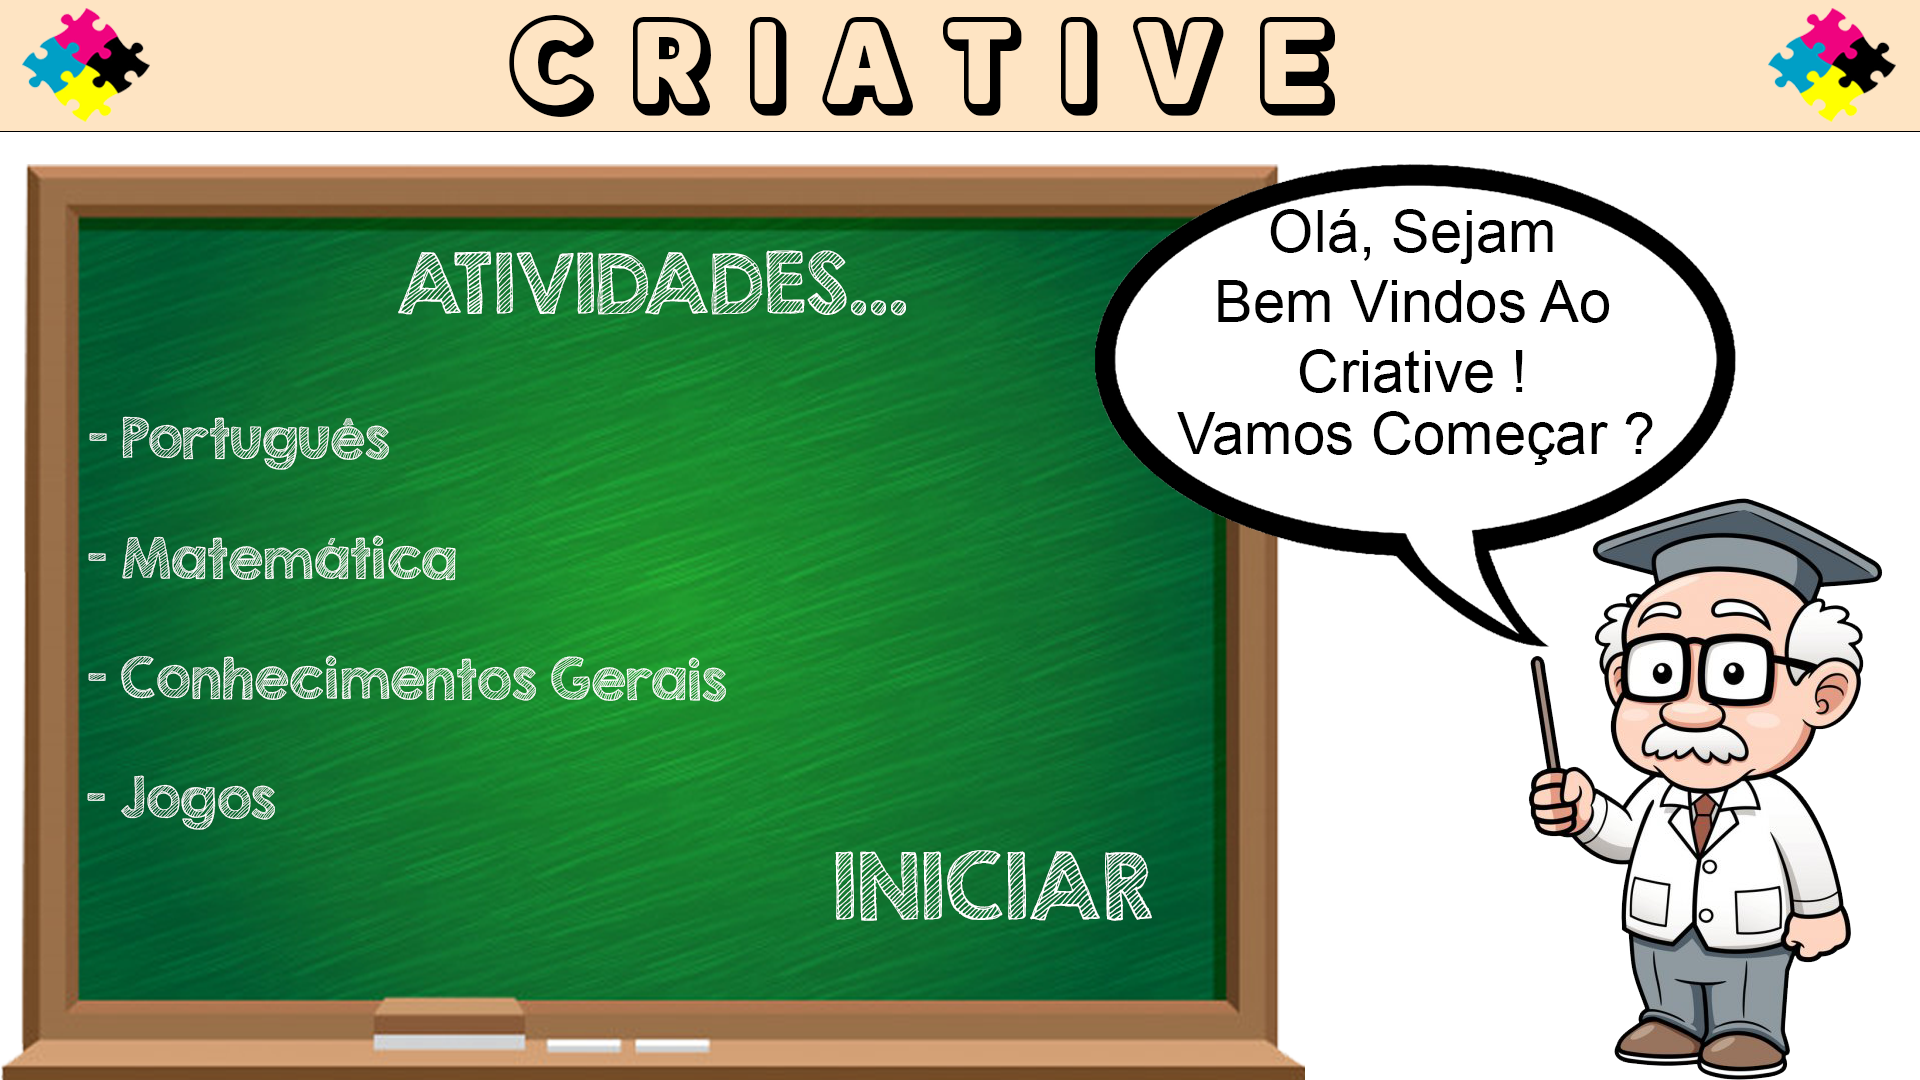 CRIATIVE
ATIVIDADES...
- Português
- Matemática
- Conhecimentos Gerais
- Jogos
INICIAR
Olá, Sejam
Bem Vindos Ao
Criative !
Vamos Começar ?